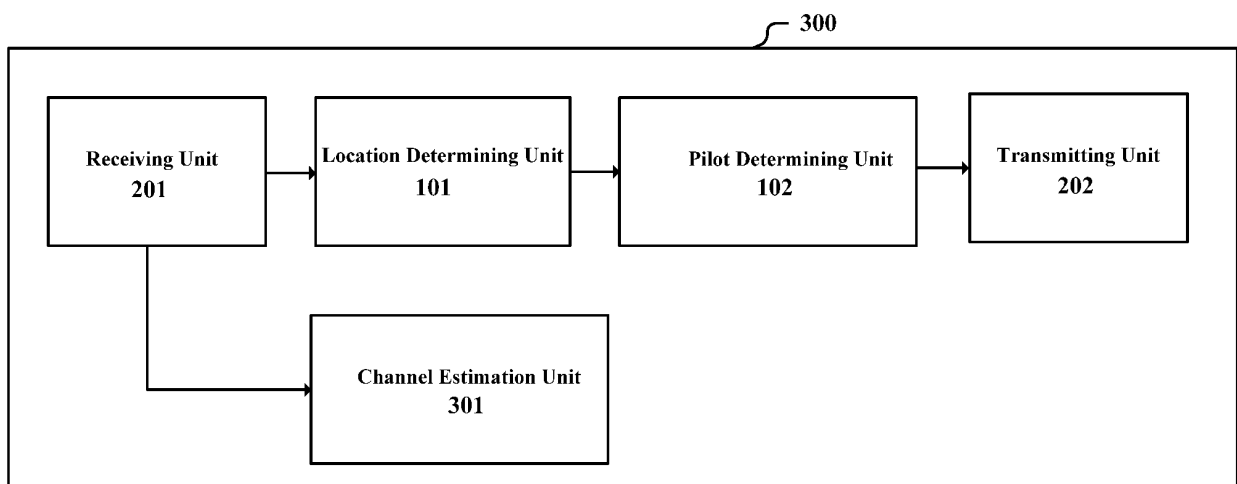 300
Receiving Unit
201
Location Determining Unit
101
Pilot Determining Unit
102
Transmitting Unit
202
Channel Estimation Unit
301